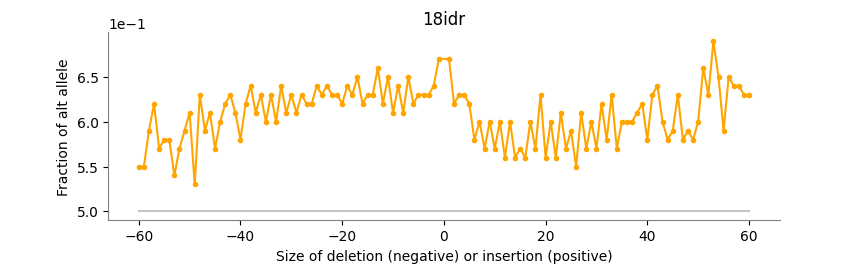 18idr
1e−1
Fraction of alt allele
6.5
6.0
5.5
5.0
−60 −40 −20 0 20 40 60
Size of deletion (negative) or insertion (positive)